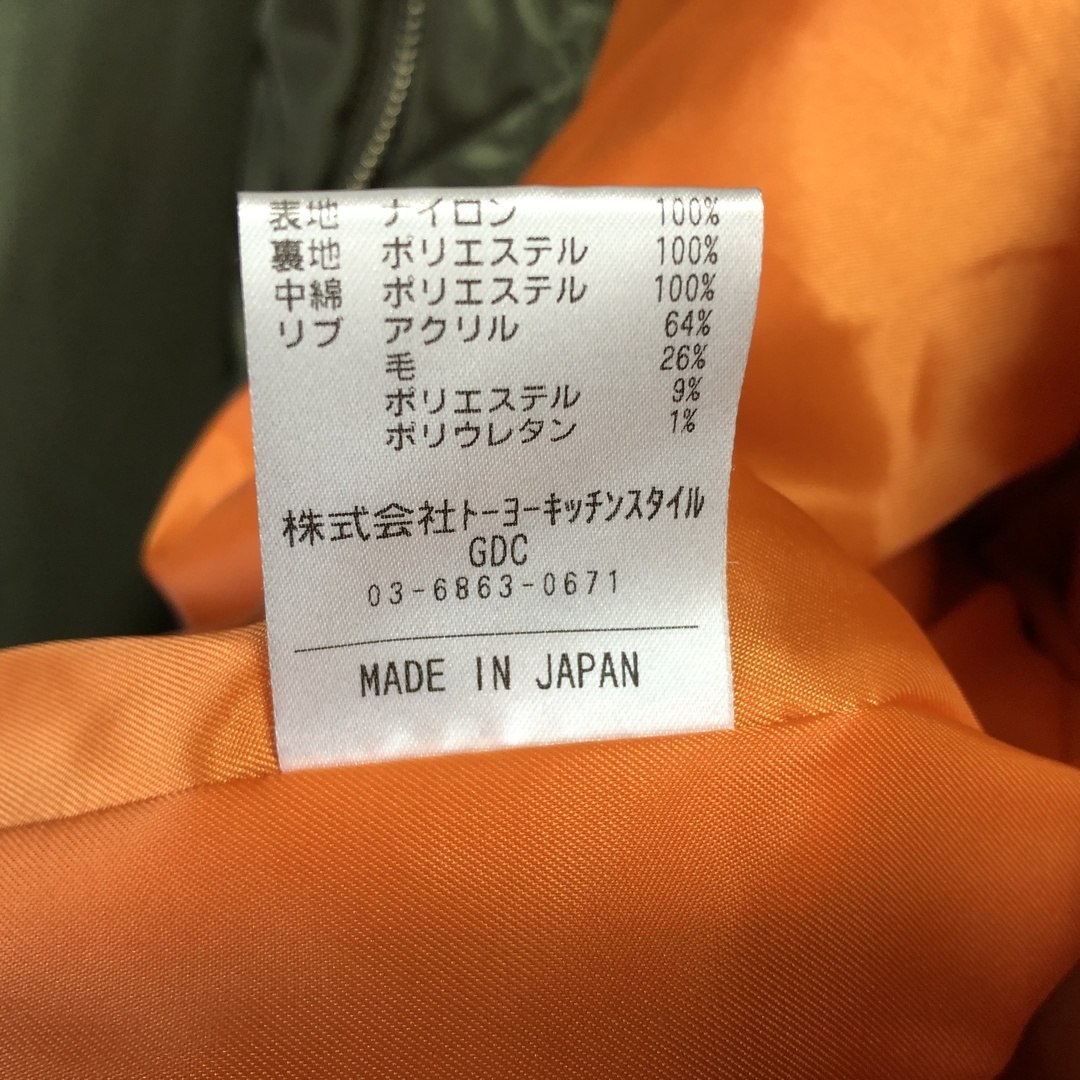 表地 ナイロン 100%
裏地 ポリエステル 100%
中綿 ポリエステル 100%
リブ アクリル 64%
毛 26%
ポリエステル 9%
ポリウレタン 1%
株式会社トーヨーキッチンスタイル
GDC
03-6863-0671
MADE IN JAPAN